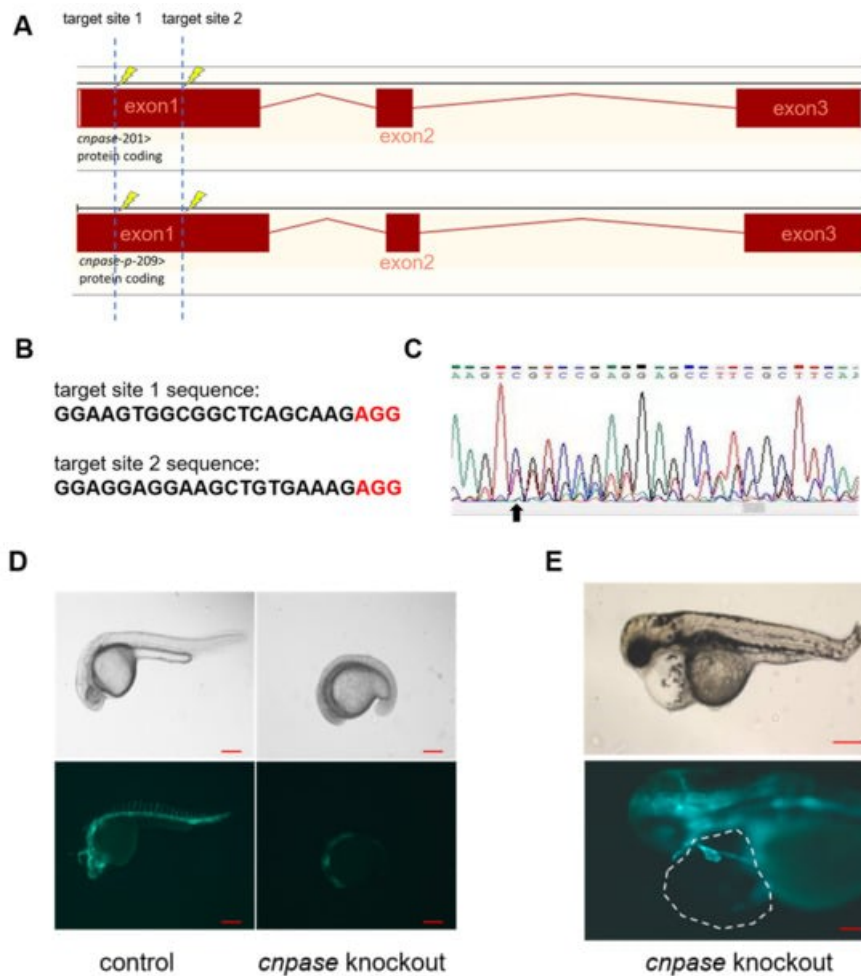 A
target site 1 target site 2
exon1
exon2
exon3
cnpase-201>
protein coding
exon1
exon2
exon3
cnpase-p-209>
protein coding
B
target site 1 sequence:
GGAAGTGGCGGCTCAGCAAGAGG
target site 2 sequence:
GGAGGAGGAAGCTGTGAAAGAGG
C
A A G T C G T C C G A G G A G C C T T C G C T T C A
D
control
cnpase knockout
E
cnpase knockout